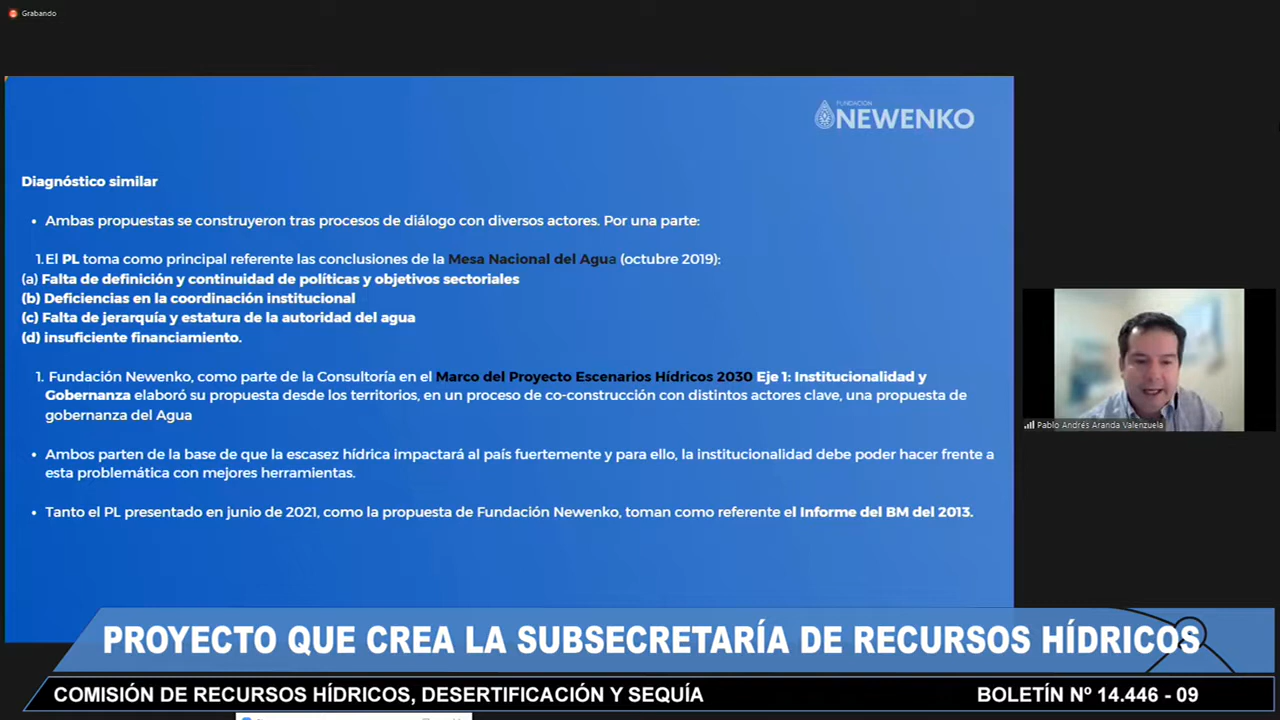 Grabando
FUNDACIÓN
NEWENKO
Diagnóstico similar
• Ambas propuestas se construyeron tras procesos de diálogo con diversos actores. Por una parte:
1.El PL toma como principal referente las conclusiones de la Mesa Nacional del Agua (octubre 2019):
(a) Falta de definición y continuidad de políticas y objetivos sectoriales
(b) Deficiencias en la coordinación institucional
(c) Falta de jerarquía y estatura de la autoridad del agua
(d) insuficiente financiamiento.
1. Fundación Newenko, como parte de la Consultoría en el Marco del Proyecto Escenarios Hídricos 2030 Eje 1: Institucionalidad y
Gobernanza elaboró su propuesta desde los territorios, en un proceso de co-construcción con distintos actores clave, una propuesta de
gobernanza del Agua
• Ambos parten de la base de que la escasez hídrica impactará al país fuertemente y para ello, la institucionalidad debe poder hacer frente a
esta problemática con mejores herramientas.
• Tanto el PL presentado en junio de 2021, como la propuesta de Fundación Newenko, toman como referente el Informe del BM del 2013.
Pablo Andrés Aranda Valenzuela
PROYECTO QUE CREA LA SUBSECRETARÍA DE RECURSOS HÍDRICOS
COMISIÓN DE RECURSOS HÍDRICOS, DESERTIFICACIÓN Y SEQUÍA
BOLETÍN Nº 14.446 - 09